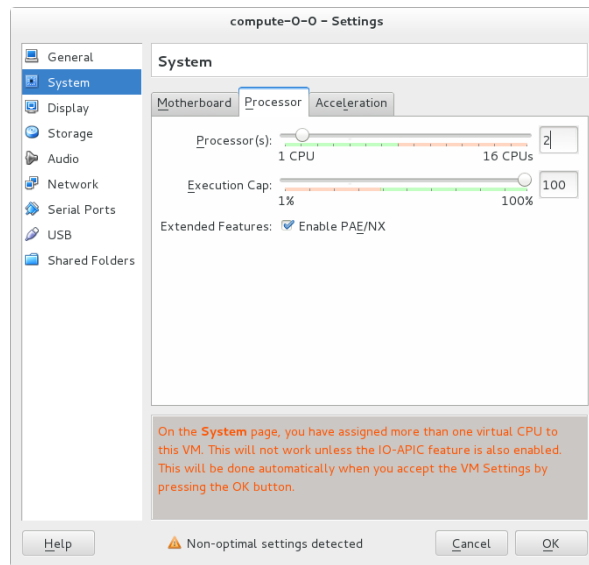 compute-0-0 - Settings
General
System
Display
Storage
Audio
Network
Serial Ports
USB
Shared Folders
System
Motherboard Processor Acceleration
Processor(s): 2
1 CPU 16 CPUs
Execution Cap: 100
1% 100%
Extended Features: Enable PAE/NX
On the System page, you have assigned more than one virtual CPU to
this VM. This will not work unless the IO-APIC feature is also enabled.
This will be done automatically when you accept the VM Settings by
pressing the OK button.
Help Non-optimal settings detected Cancel OK